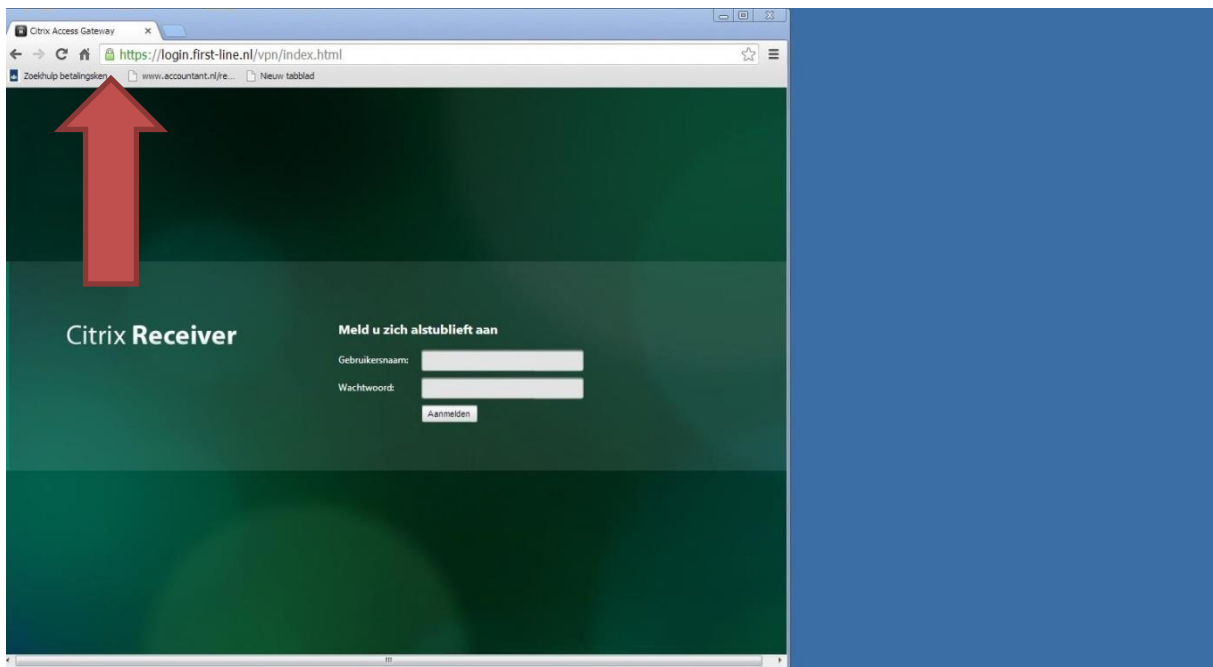 Citrix Access Gateway
https://login.first-line.nl/vpn/index.html
Zoekhulp betalingsken... www.accountant.nl/re... Nieuw tabblad
Citrix Receiver
Meld u zich alstublieft aan
Gebruikersnaam:
Wachtwoord:
Aanmelden